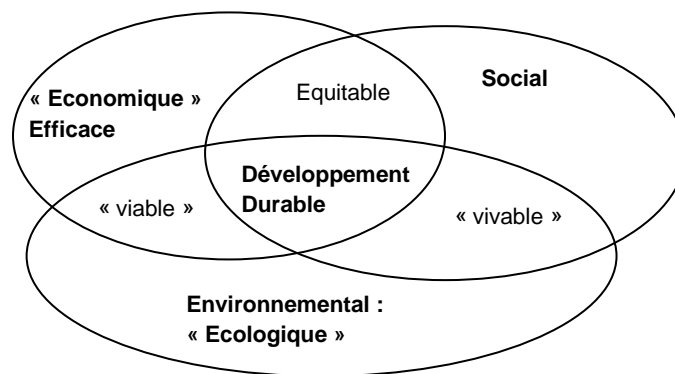 Equitable
Social
« Economique »
Efficace
Développement
Durable
« viable »
« vivable »
Environnemental :
« Ecologique »